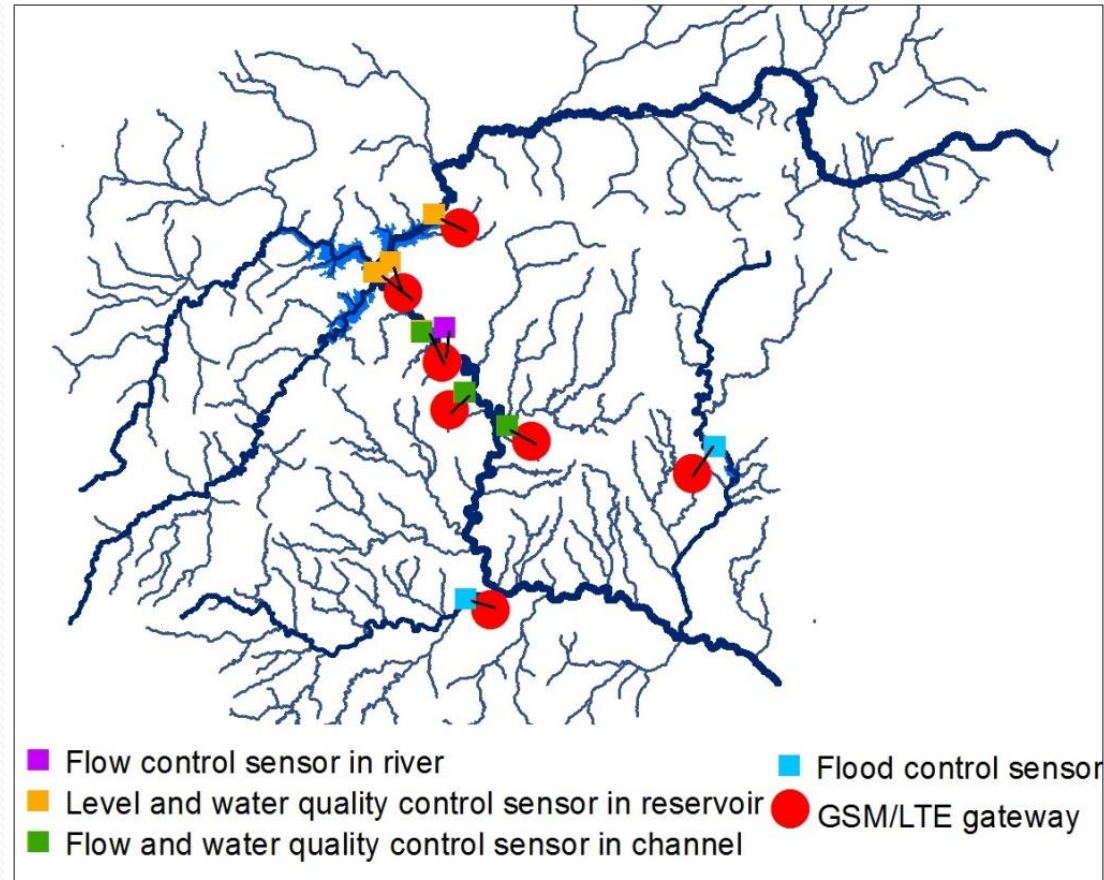 Flow control sensor in river
Level and water quality control sensor in reservoir
Flow and water quality control sensor in channel
Flood control sensor
GSM/LTE gateway